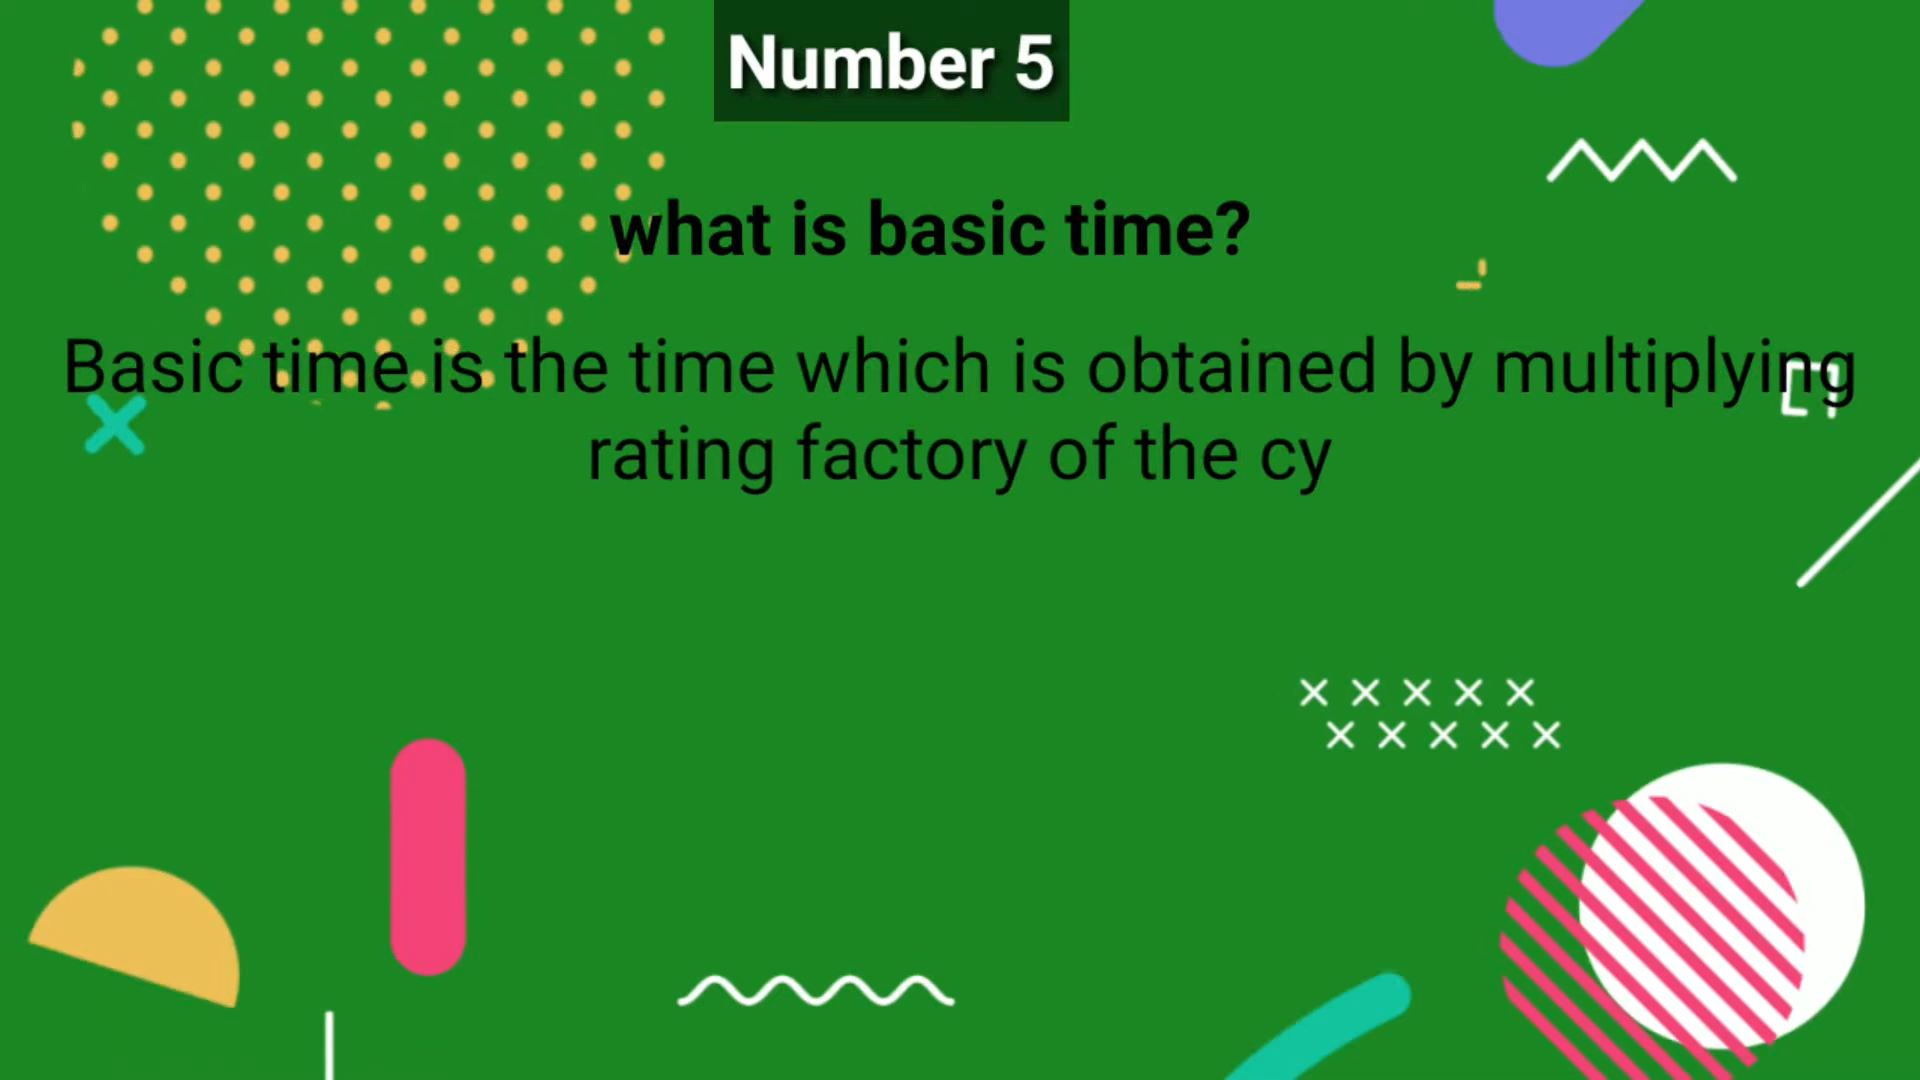 Number 5
what is basic time?
Basic time is the time which is obtained by multiplying
rating factory of the cy